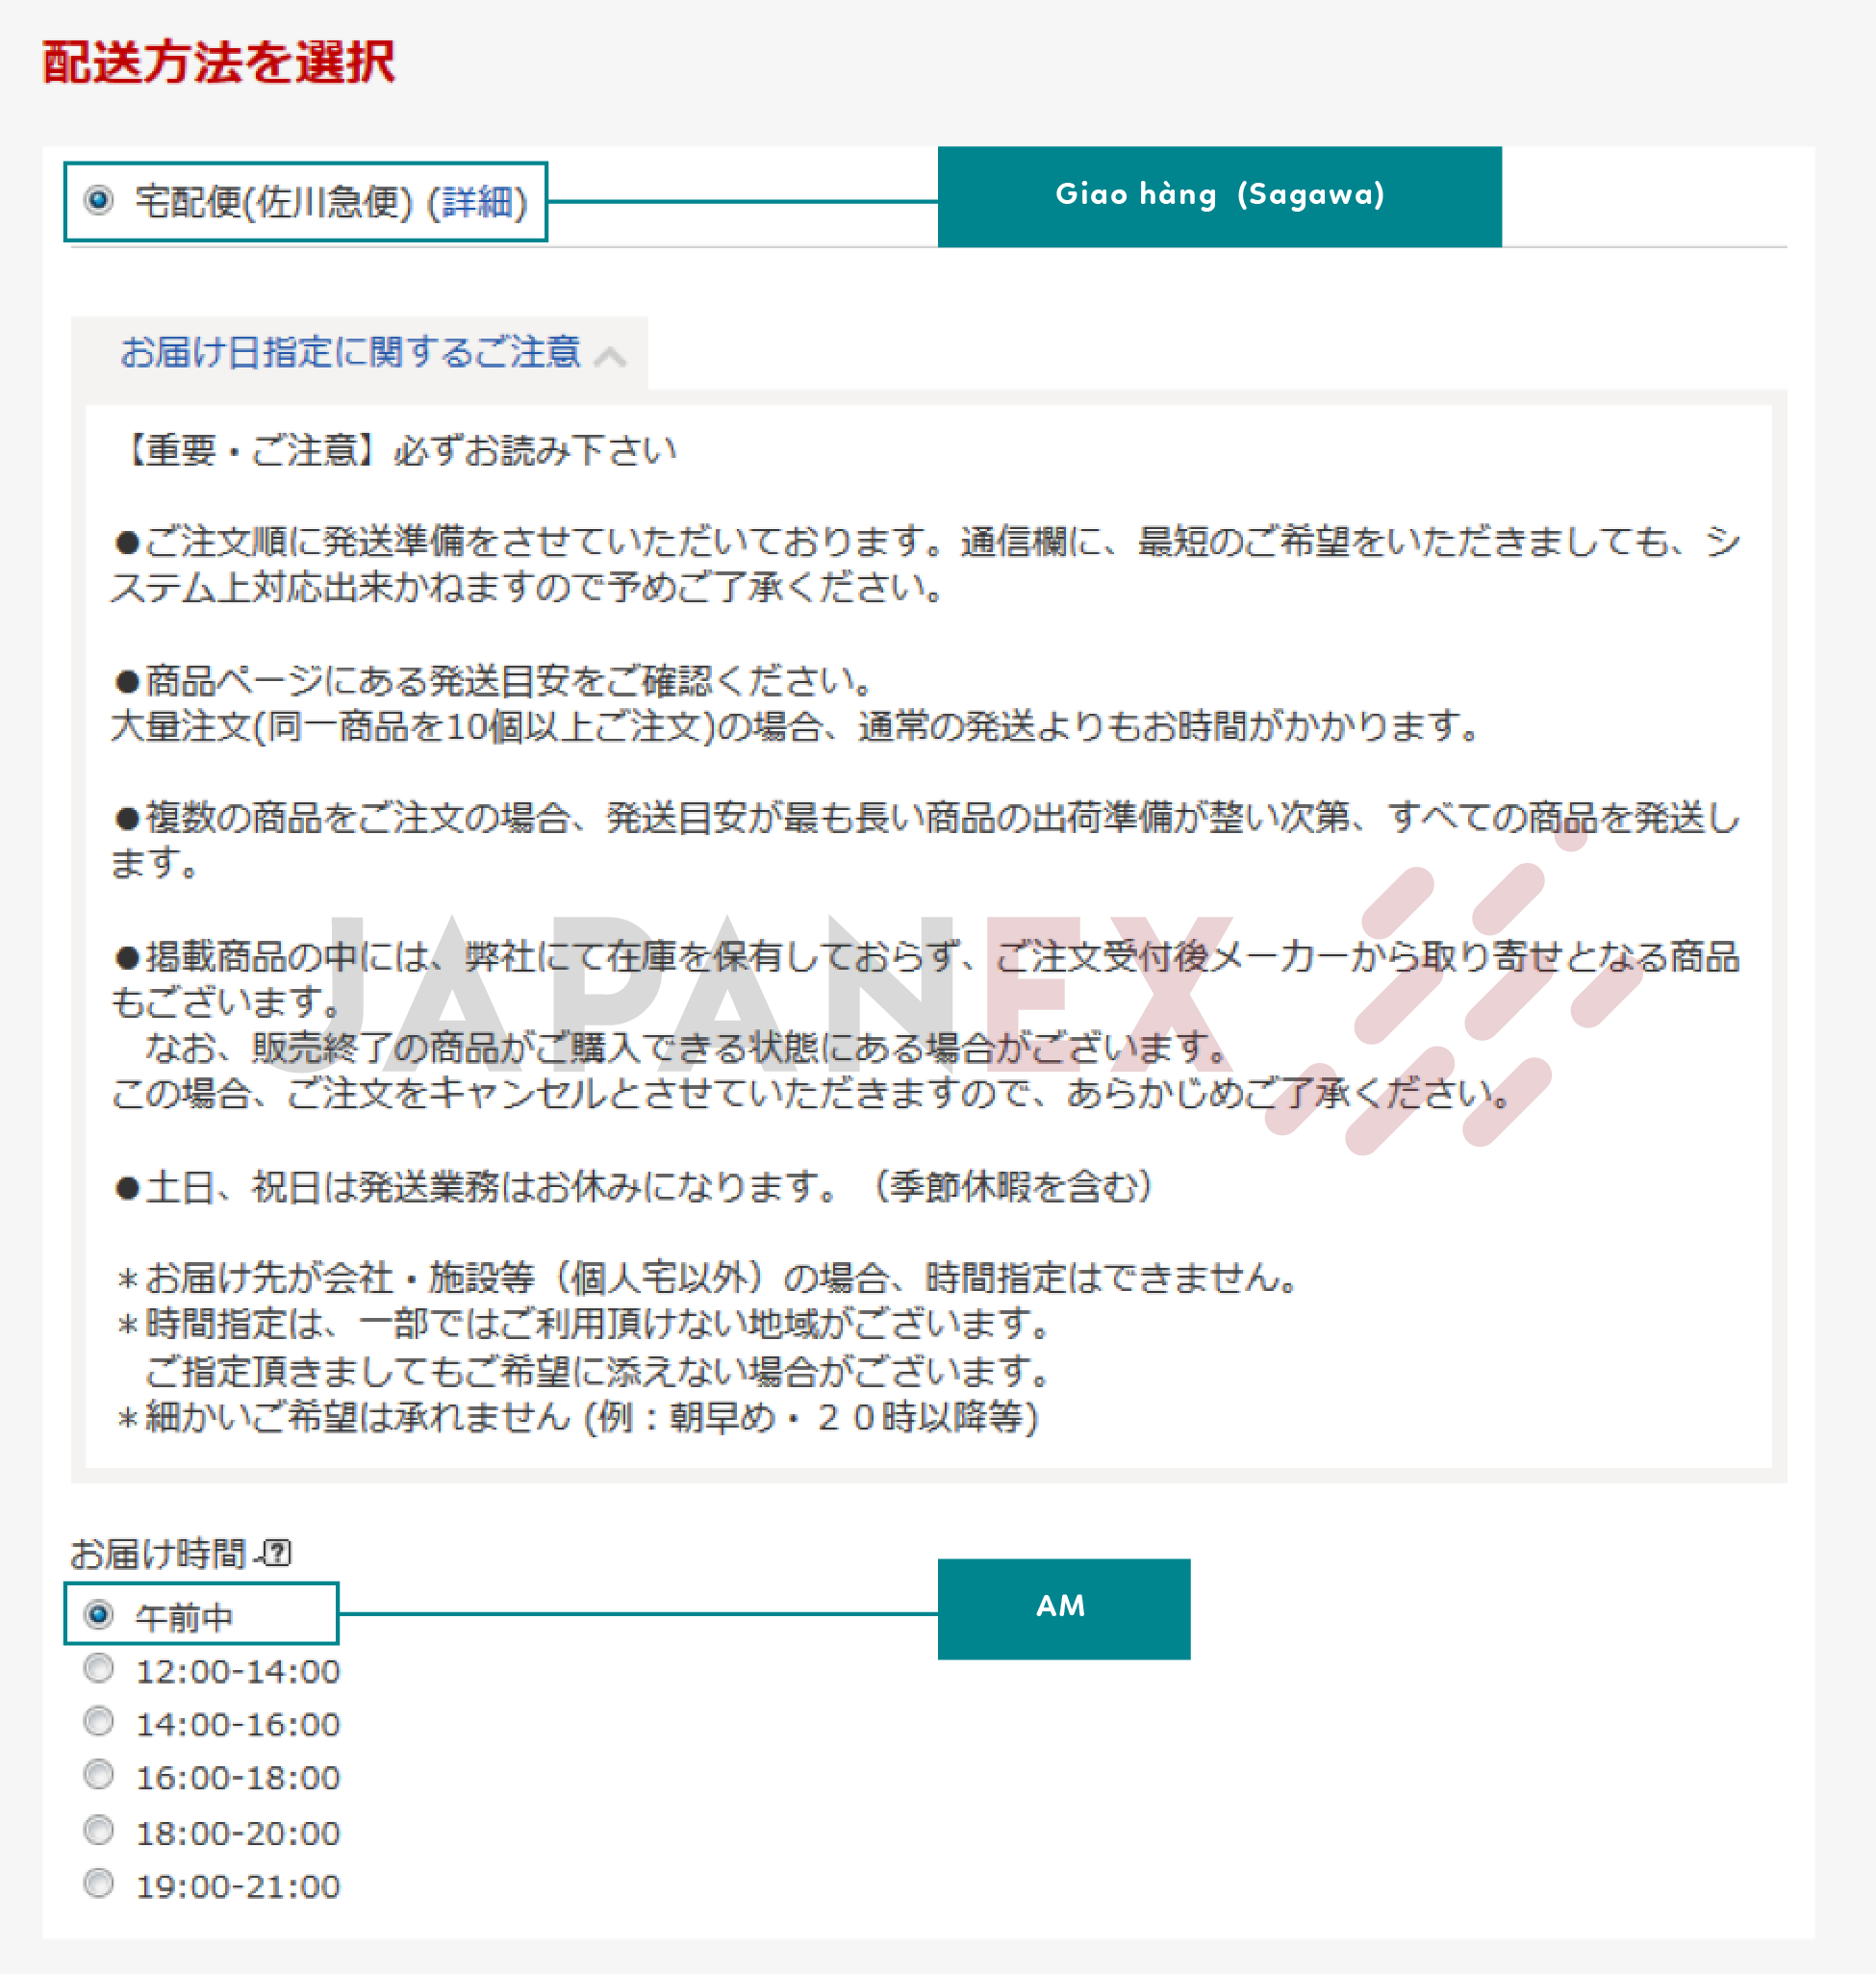 配送方法を選択
宅配便(佐川急便) (詳細)
Giao hàng (Sagawa)
お届け日指定に関するご注意
【重要・ご注意】必ずお読み下さい
●ご注文順に発送準備をさせていただいております。通信欄に、最短のご希望をいただきましても、シ
ステム上対応出来かねますので予めご了承ください。
●商品ページにある発送目安をご確認ください。
大量注文(同一商品を10個以上ご注文)の場合、通常の発送よりもお時間がかかります。
●複数の商品をご注文の場合、発送目安が最も長い商品の出荷準備が整い次第、すべての商品を発送し
ます。
JAPANEX
●掲載商品の中には、弊社にて在庫を保有しておらず、ご注文受付後メーカーから取り寄せとなる商品
もございます。
なお、販売終了の商品がご購入できる状態にある場合がございます。
この場合、ご注文をキャンセルとさせていただきますので、あらかじめご了承ください。
●土日、祝日は発送業務はお休みになります。（季節休暇を含む）
＊お届け先が会社・施設等（個人宅以外）の場合、時間指定はできません。
＊時間指定は、一部ではご利用頂けない地域がございます。
ご指定頂きましてもご希望に添えない場合がございます。
＊細かいご希望は承れません (例：朝早め・２０時以降等)
お届け時間 ?
午前中
AM
12:00-14:00
14:00-16:00
16:00-18:00
18:00-20:00
19:00-21:00